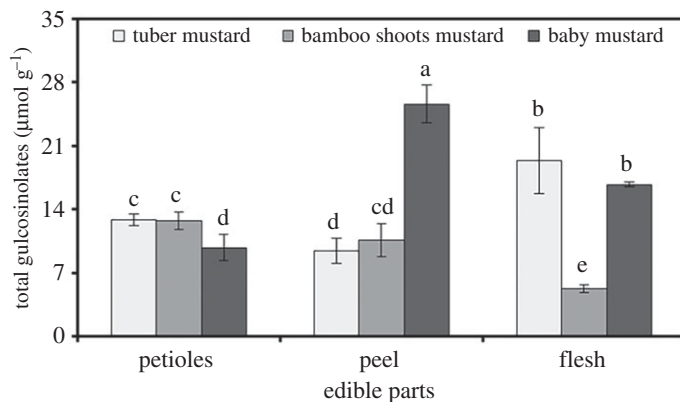 35
tuber mustard bamboo shoots mustard baby mustard
28
21
14
7
0
total gulcosinolates (μmol g⁻¹)
c c d
d cd a
b e b
petioles peel flesh
edible parts